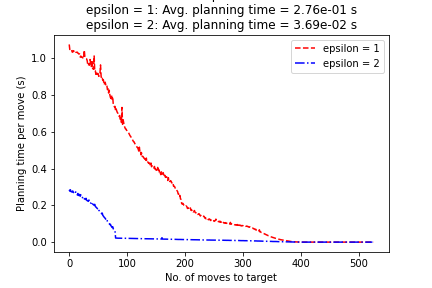 epsilon = 1: Avg. planning time = 2.76e-01 s
epsilon = 2: Avg. planning time = 3.69e-02 s
epsilon = 1
epsilon = 2
Planning time per move (s)
1.0
0.8
0.6
0.4
0.2
0.0
0 100 200 300 400 500
No. of moves to target